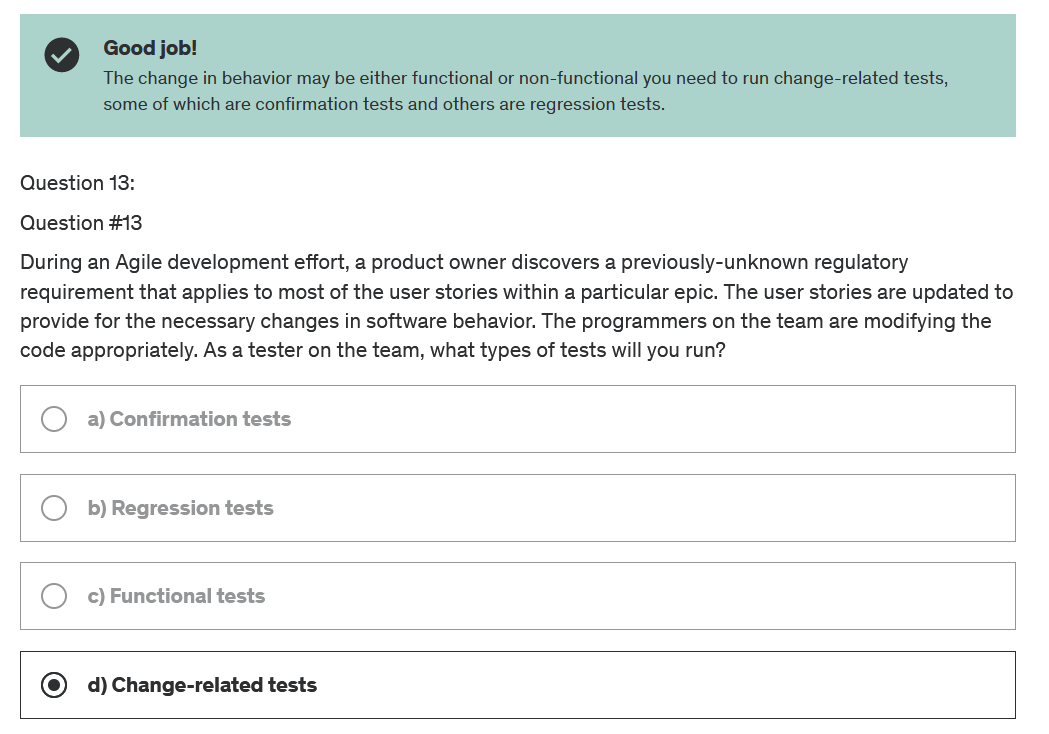 Good job!
The change in behavior may be either functional or non-functional you need to run change-related tests,
some of which are confirmation tests and others are regression tests.
Question 13:
Question #13
During an Agile development effort, a product owner discovers a previously-unknown regulatory
requirement that applies to most of the user stories within a particular epic. The user stories are updated to
provide for the necessary changes in software behavior. The programmers on the team are modifying the
code appropriately. As a tester on the team, what types of tests will you run?
a) Confirmation tests
b) Regression tests
c) Functional tests
d) Change-related tests